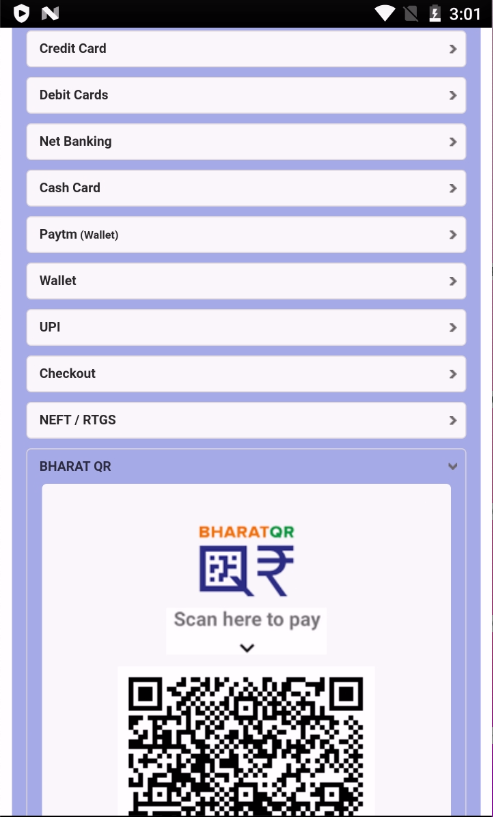 3:01
Credit Card
Debit Cards
Net Banking
Cash Card
Paytm (Wallet)
Wallet
UPI
Checkout
NEFT / RTGS
BHARAT QR
BHARATQR
Scan here to pay